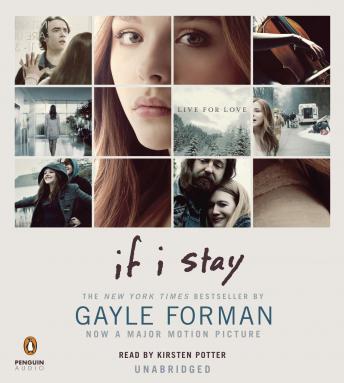 LIVE FOR LOVE
if i stay
THE NEW YORK TIMES BESTSELLER BY
GAYLE FORMAN
NOW A MAJOR MOTION PICTURE
READ BY KIRSTEN POTTER
UNABRIDGED
PENGUIN
AUDIO